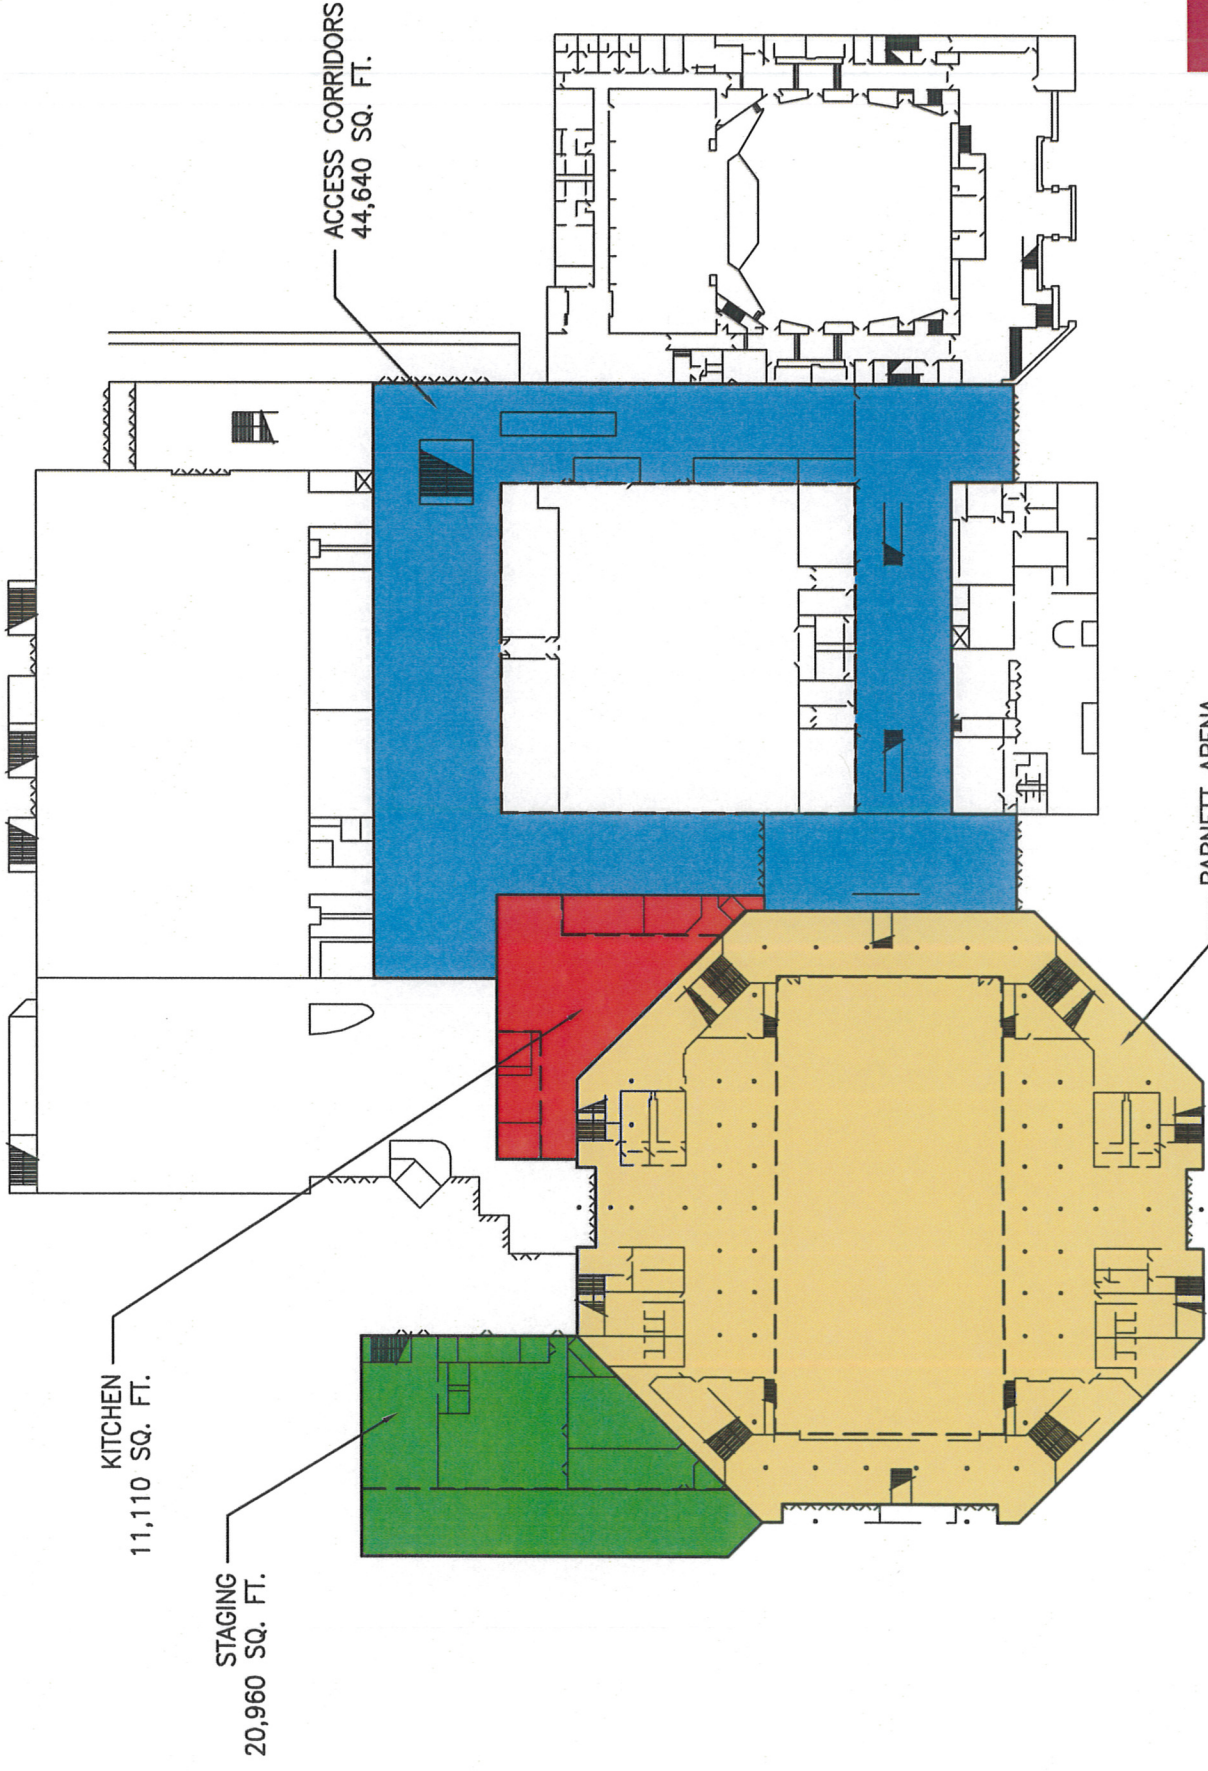 ACCESS CORRIDORS
44,640 SQ. FT.
KITCHEN
11,110 SQ. FT.
STAGING
20,960 SQ. FT.